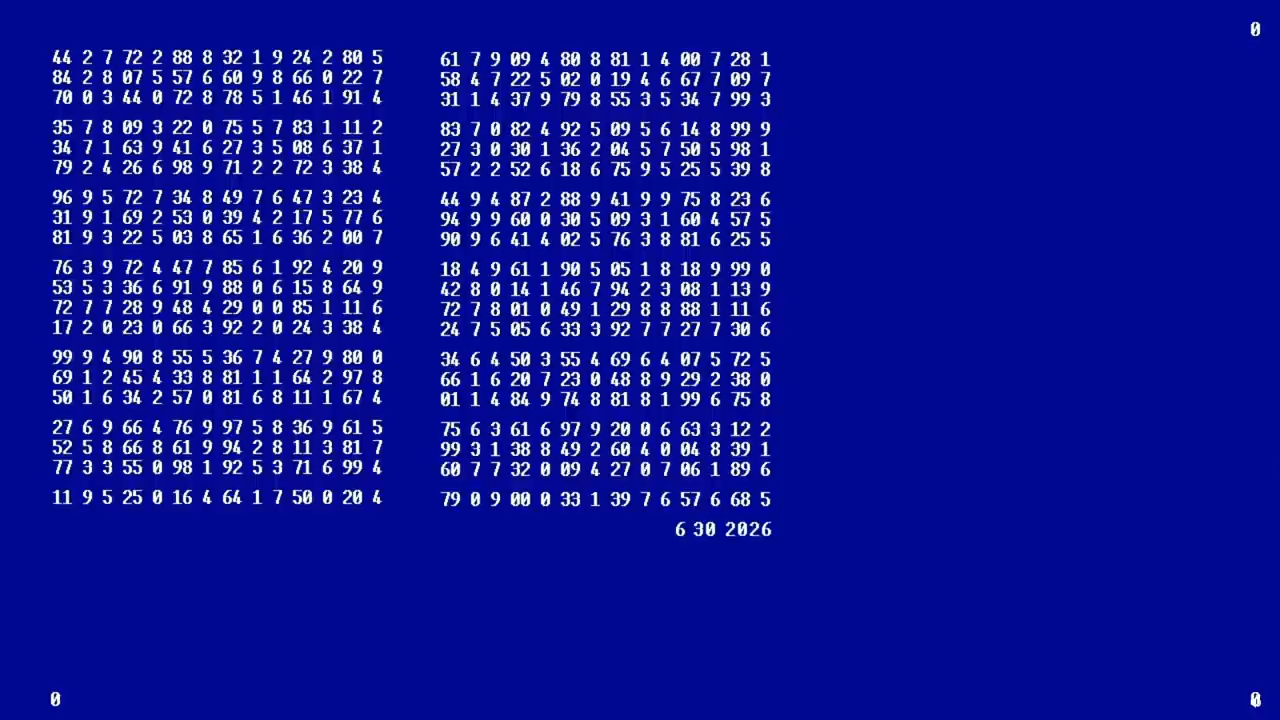 0
44 2 7 72 2 88 8 32 1 9 24 2 80 5
84 2 8 07 5 57 6 60 9 8 66 0 22 7
70 0 3 44 0 72 8 78 5 1 46 1 91 4
35 7 8 09 3 22 0 75 5 7 83 1 11 2
34 7 1 63 9 41 6 27 3 5 08 6 37 1
79 2 4 26 6 98 9 71 2 2 72 3 38 4
96 9 5 72 7 34 8 49 7 6 47 3 23 4
31 9 1 69 2 53 0 39 4 2 17 5 77 6
81 9 3 22 5 03 8 65 1 6 36 2 00 7
76 3 9 72 4 47 7 85 6 1 92 4 20 9
53 5 3 36 6 91 9 88 0 6 15 8 64 9
72 7 7 28 9 48 4 29 0 0 85 1 11 6
17 2 0 23 0 66 3 92 2 0 24 3 38 4
99 9 4 90 8 55 5 36 7 4 27 9 80 0
69 1 2 45 4 33 8 81 1 1 64 2 97 8
50 1 6 34 2 57 0 81 6 8 11 1 67 4
27 6 9 66 4 76 9 97 5 8 36 9 61 5
52 5 8 66 8 61 9 94 2 8 11 3 81 7
77 3 3 55 0 98 1 92 5 3 71 6 99 4
11 9 5 25 0 16 4 64 1 7 50 0 20 4
61 7 9 09 4 80 8 81 1 4 00 7 28 1
58 4 7 22 5 02 0 19 4 6 67 7 09 7
31 1 4 37 9 79 8 55 3 5 34 7 99 3
83 7 0 82 4 92 5 09 5 6 14 8 99 9
27 3 0 30 1 36 2 04 5 7 50 5 98 1
57 2 2 52 6 18 6 75 9 5 25 5 39 8
44 9 4 87 2 88 9 41 9 9 75 8 23 6
94 9 9 60 0 30 5 09 3 1 60 4 57 5
90 9 6 41 4 02 5 76 3 8 81 6 25 5
18 4 9 61 1 90 5 05 1 8 18 9 99 0
42 8 0 14 1 46 7 94 2 3 08 1 13 9
72 7 8 01 0 49 1 29 8 8 88 1 11 6
24 7 5 05 6 33 3 92 7 7 27 7 30 6
34 6 4 50 3 55 4 69 6 4 07 5 72 5
66 1 6 20 7 23 0 48 8 9 29 2 38 0
01 1 4 84 9 74 8 81 8 1 99 6 75 8
75 6 3 61 6 97 9 20 0 6 63 3 12 2
99 3 1 38 8 49 2 60 4 0 04 8 39 1
60 7 7 32 0 09 4 27 0 7 06 1 89 6
79 0 9 00 0 33 1 39 7 6 57 6 68 5
6 30 2026
0